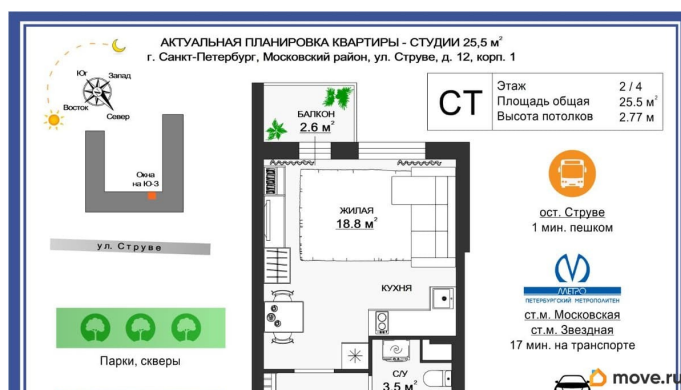 АКТУАЛЬНАЯ ПЛАНИРОВКА КВАРТИРЫ - СТУДИИ 25,5 м²
г. Санкт-Петербург, Московский район, ул. Струве, д. 12, корп. 1
Юг
Запад
Восток
Север
Окна
на Ю-З
ул. Струве
Парки, скверы
БАЛКОН
2.6 м²
ЖИЛАЯ
18.8 м²
КУХНЯ
С/У
3.5 м²
СТ
Этаж 2 / 4
Площадь общая 25.5 м²
Высота потолков 2.77 м
ост. Струве
1 мин. пешком
МЕТРО
ПЕТЕРБУРГСКИЙ МЕТРОПОЛИТЕН
ст.м. Московская
ст.м. Звездная
17 мин. на транспорте
move.ru